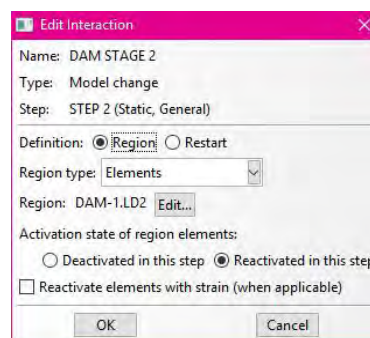 Edit Interaction
Name: DAM STAGE 2
Type: Model change
Step: STEP 2 (Static, General)
Definition: Region Restart
Region type: Elements
Region: DAM-1.LD2 Edit...
Activation state of region elements:
Deactivated in this step Reactivated in this step
Reactivate elements with strain (when applicable)
OK Cancel